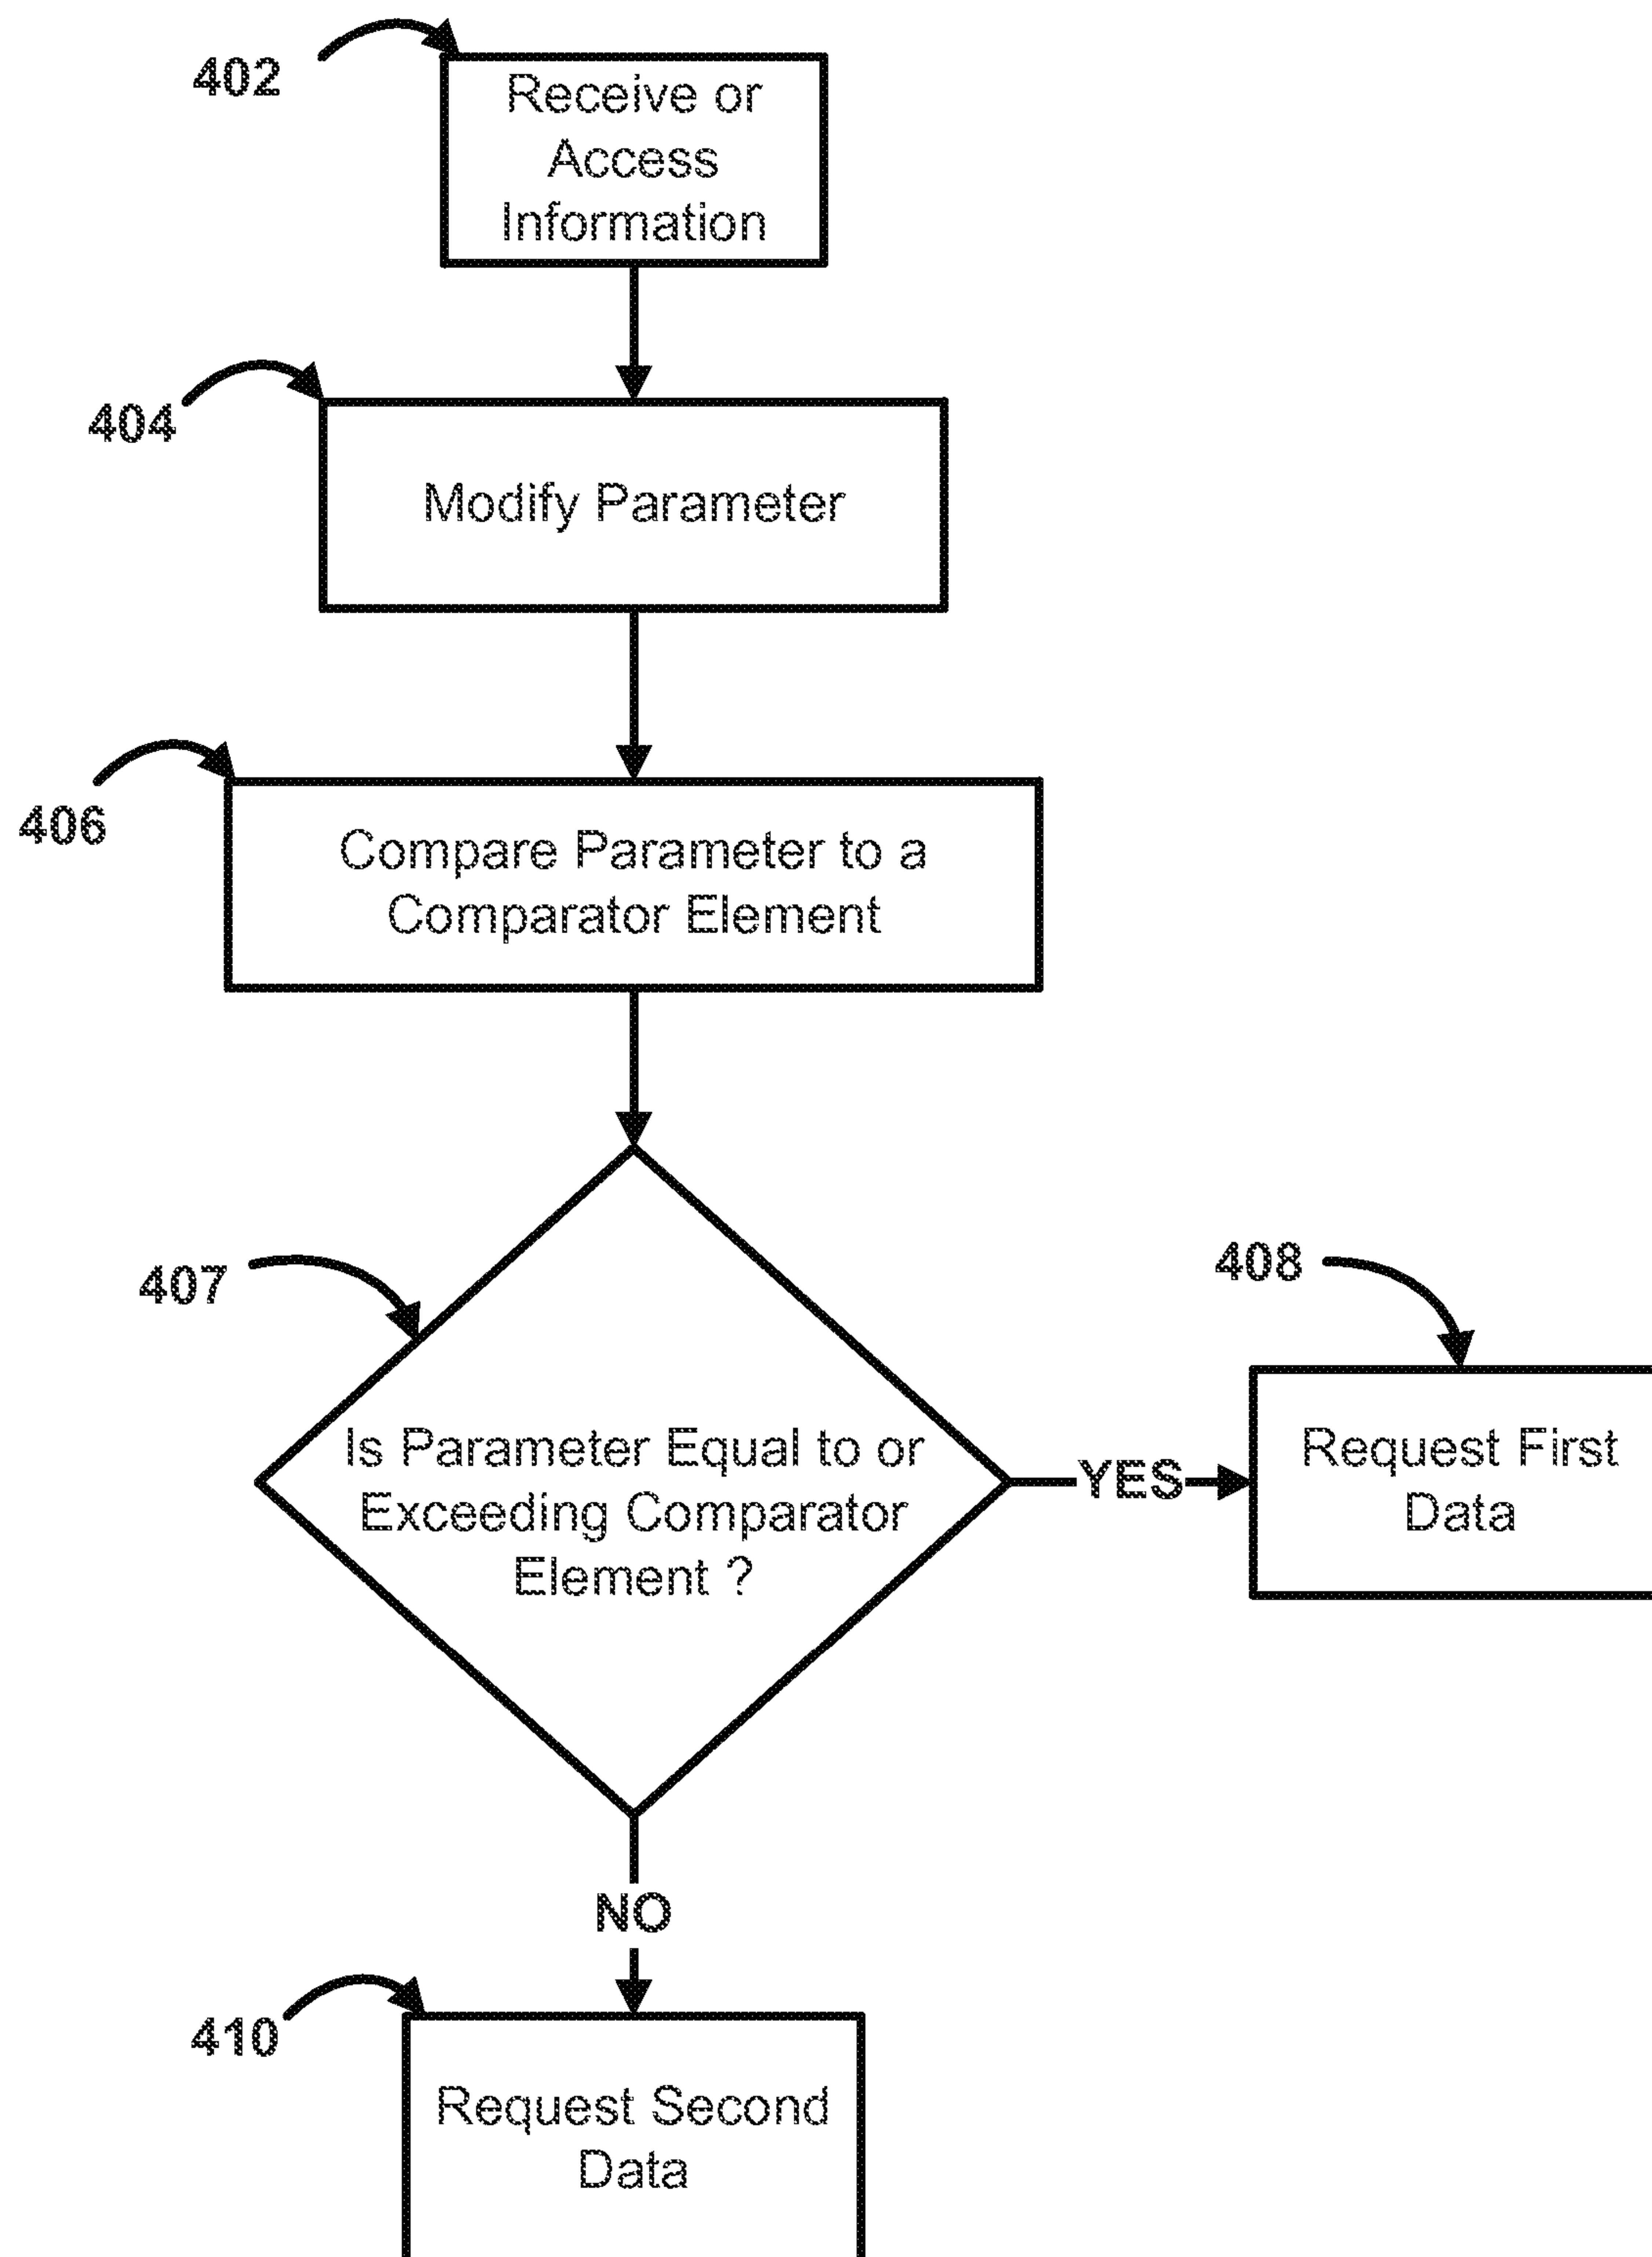 402
Receive or
Access
Information
404
Modify Parameter
406
Compare Parameter to a
Comparator Element
407
Is Parameter Equal to or
Exceeding Comparator
Element ?
YES
408
Request First
Data
NO
410
Request Second
Data